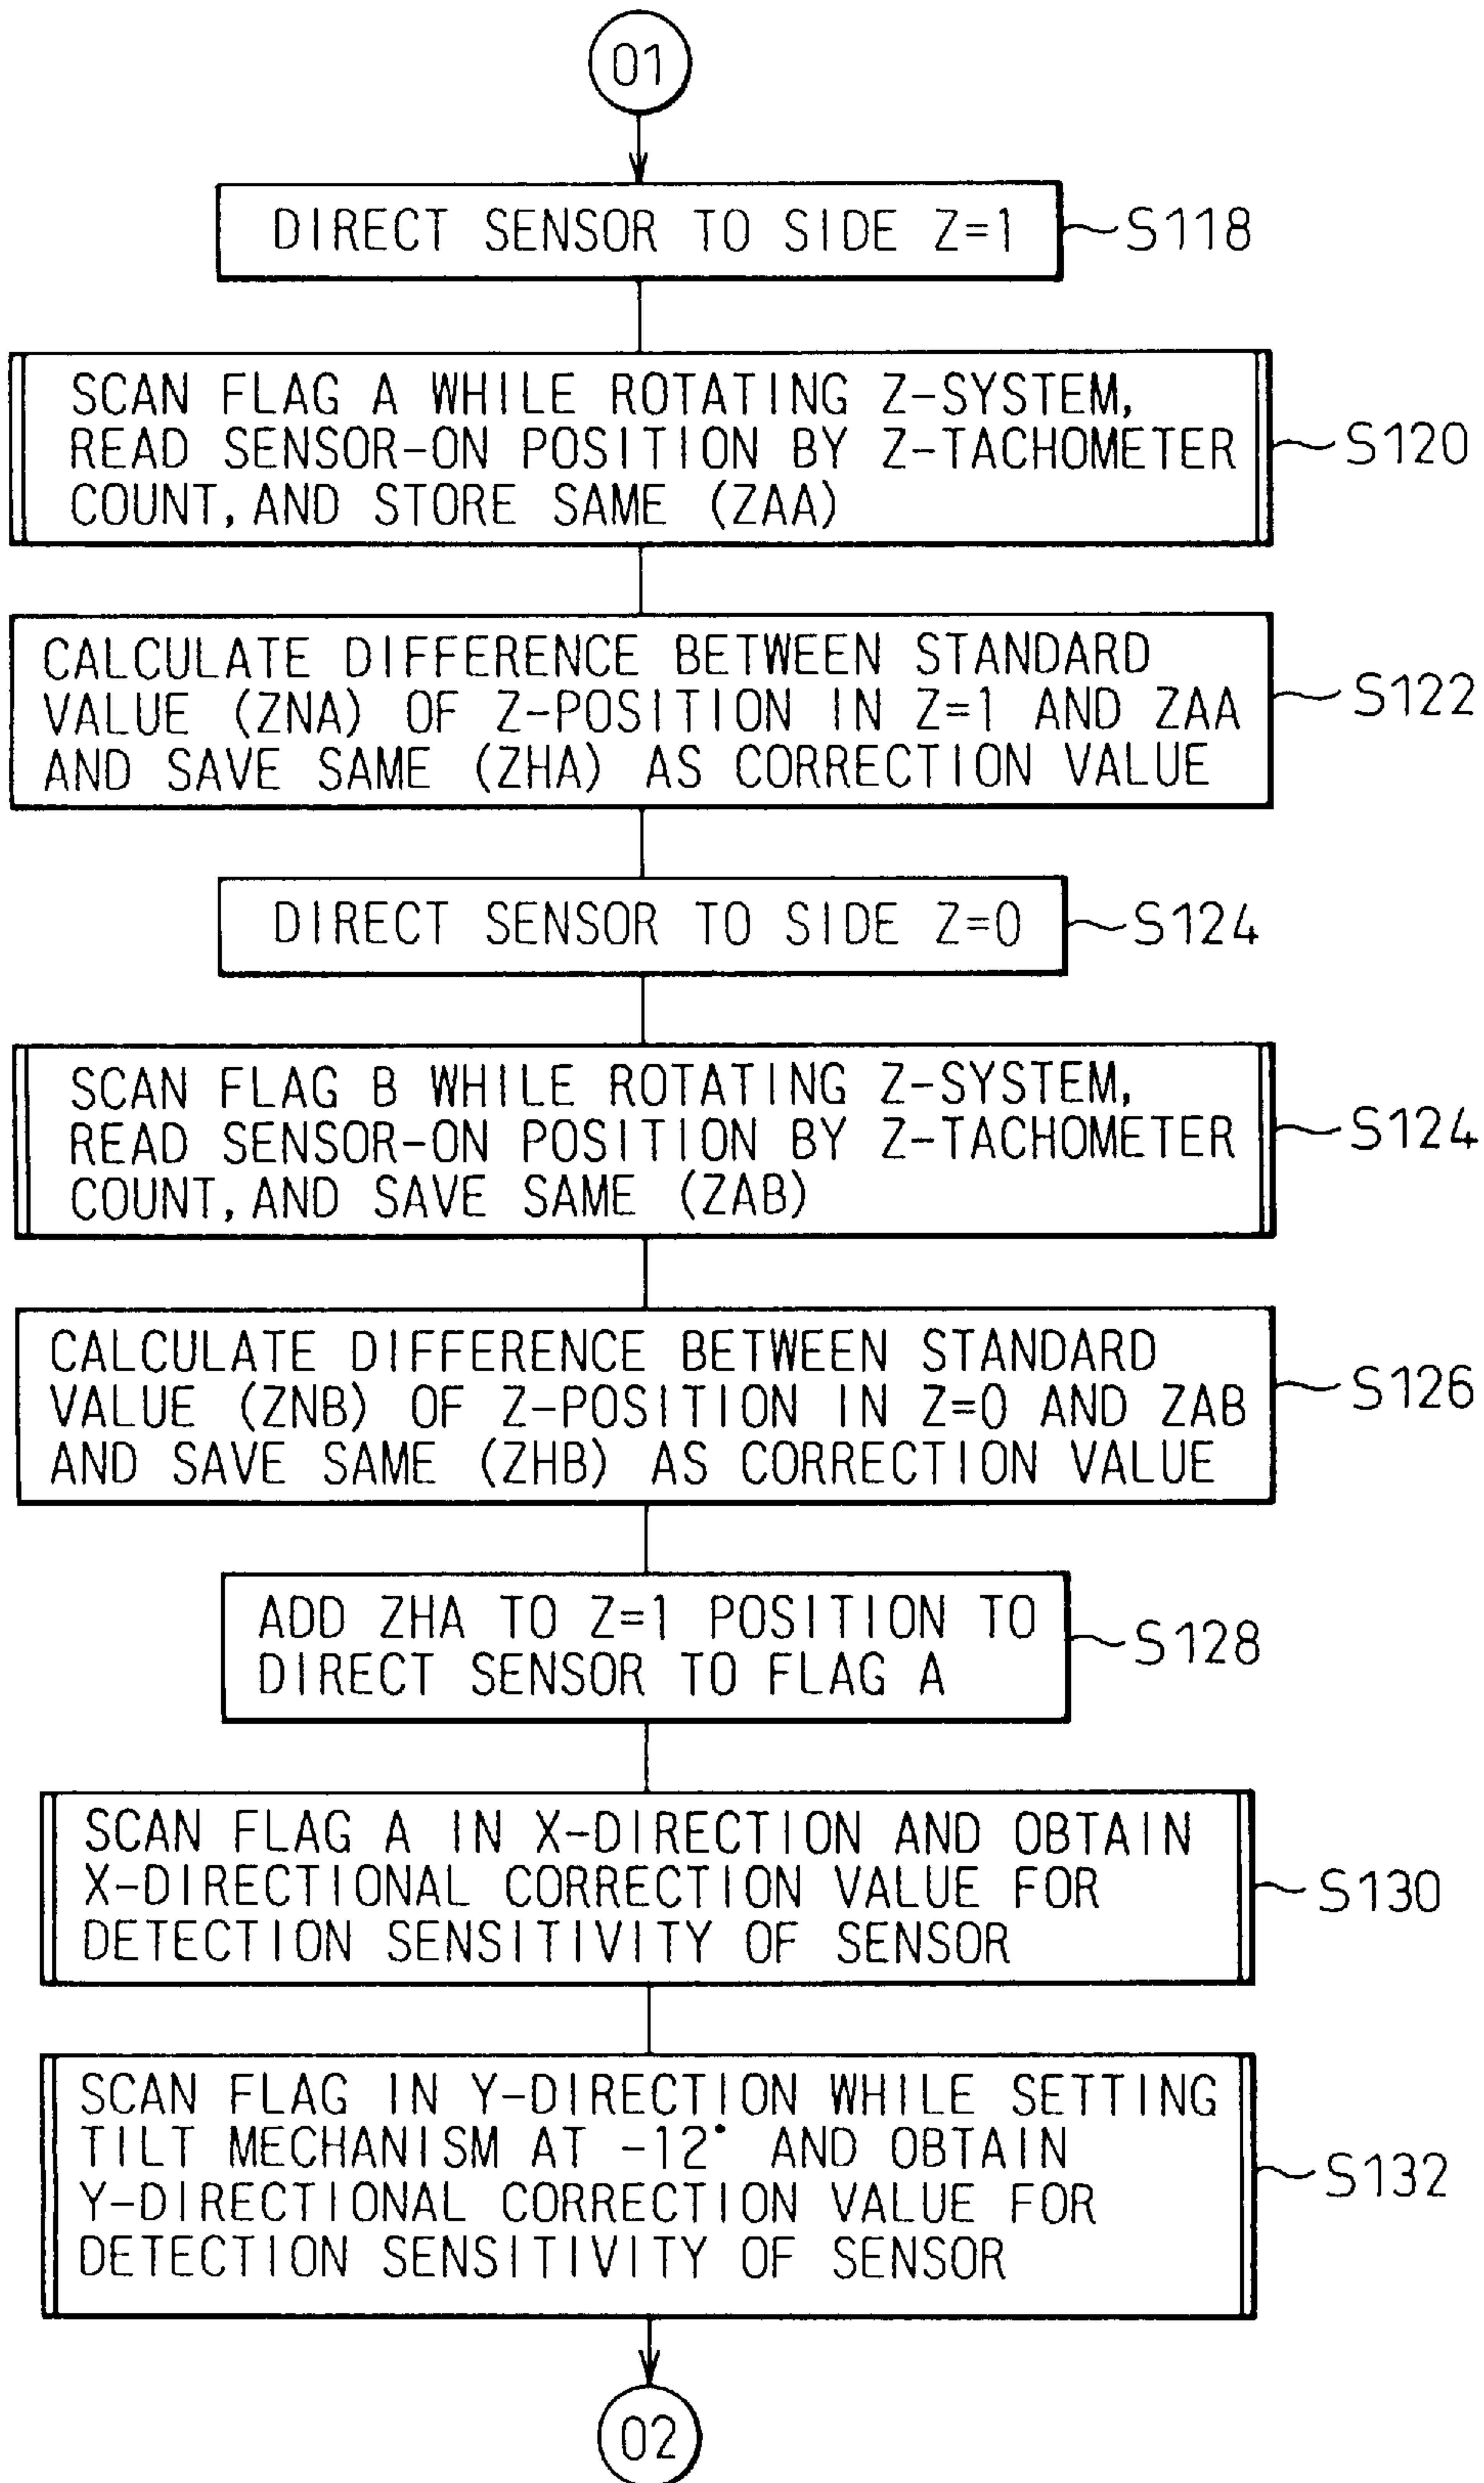 01
DIRECT SENSOR TO SIDE Z=1
S118
SCAN FLAG A WHILE ROTATING Z-SYSTEM,
READ SENSOR-ON POSITION BY Z-TACHOMETER
COUNT, AND STORE SAME (ZAA)
S120
CALCULATE DIFFERENCE BETWEEN STANDARD
VALUE (ZNA) OF Z-POSITION IN Z=1 AND ZAA
AND SAVE SAME (ZHA) AS CORRECTION VALUE
S122
DIRECT SENSOR TO SIDE Z=0
S124
SCAN FLAG B WHILE ROTATING Z-SYSTEM,
READ SENSOR-ON POSITION BY Z-TACHOMETER
COUNT, AND SAVE SAME (ZAB)
S124
CALCULATE DIFFERENCE BETWEEN STANDARD
VALUE (ZNB) OF Z-POSITION IN Z=0 AND ZAB
AND SAVE SAME (ZHB) AS CORRECTION VALUE
S126
ADD ZHA TO Z=1 POSITION TO
DIRECT SENSOR TO FLAG A
S128
SCAN FLAG A IN X-DIRECTION AND OBTAIN
X-DIRECTIONAL CORRECTION VALUE FOR
DETECTION SENSITIVITY OF SENSOR
S130
SCAN FLAG IN Y-DIRECTION WHILE SETTING
TILT MECHANISM AT -12° AND OBTAIN
Y-DIRECTIONAL CORRECTION VALUE FOR
DETECTION SENSITIVITY OF SENSOR
S132
02